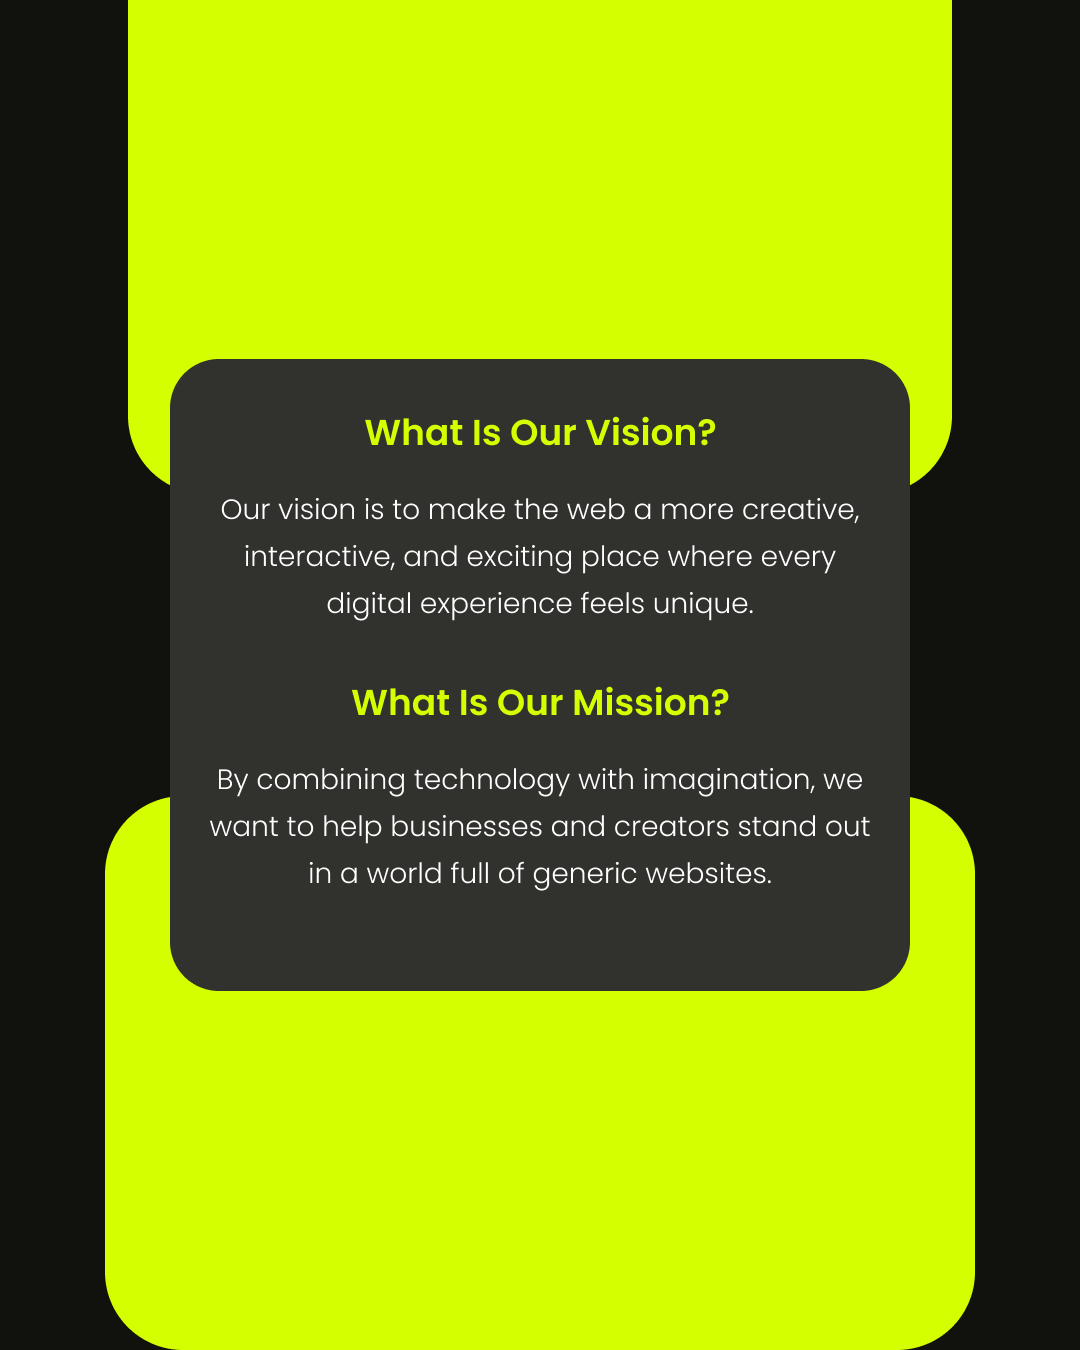 What Is Our Vision?
Our vision is to make the web a more creative,
interactive, and exciting place where every
digital experience feels unique.
What Is Our Mission?
By combining technology with imagination, we
want to help businesses and creators stand out
in a world full of generic websites.